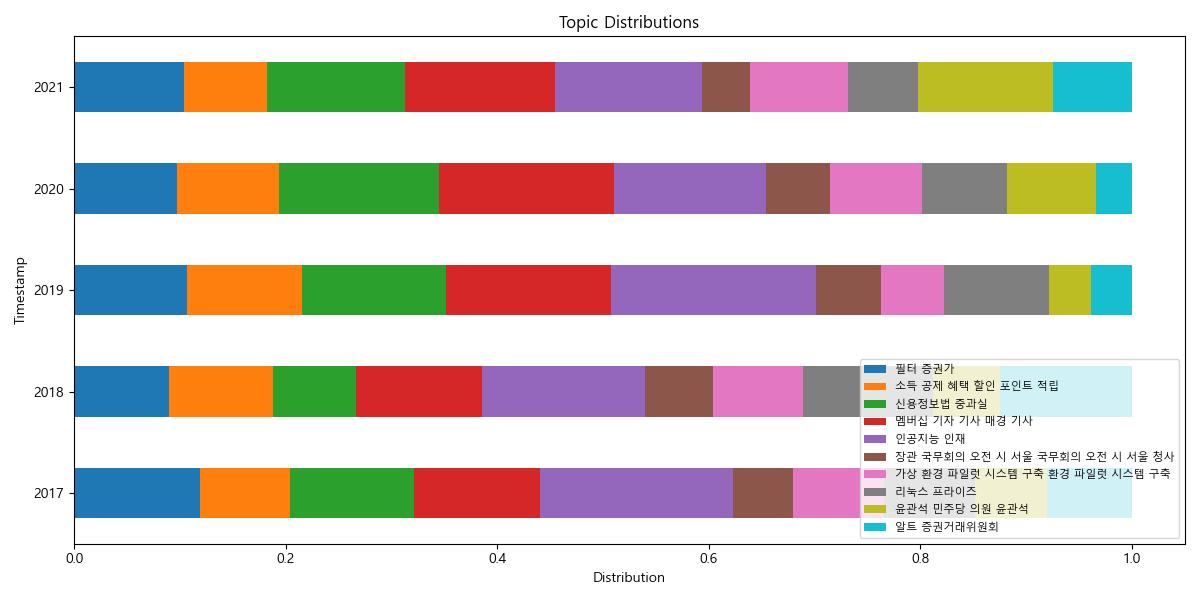 Topic Distributions
Timestamp
2021
2020
2019
2018
2017
0.0 0.2 0.4 0.6 0.8 1.0
Distribution
필터 증권가
소득 공제 혜택 할인 포인트 적립
신용정보법 중과실
멤버십 기자 기사 매경 기사
인공지능 인재
장관 국무회의 오전 시 서울 국무회의 오전 시 서울 청사
가상 환경 파일럿 시스템 구축 환경 파일럿 시스템 구축
리눅스 프라이즈
윤관석 민주당 의원 윤관석
알트 증권거래위원회